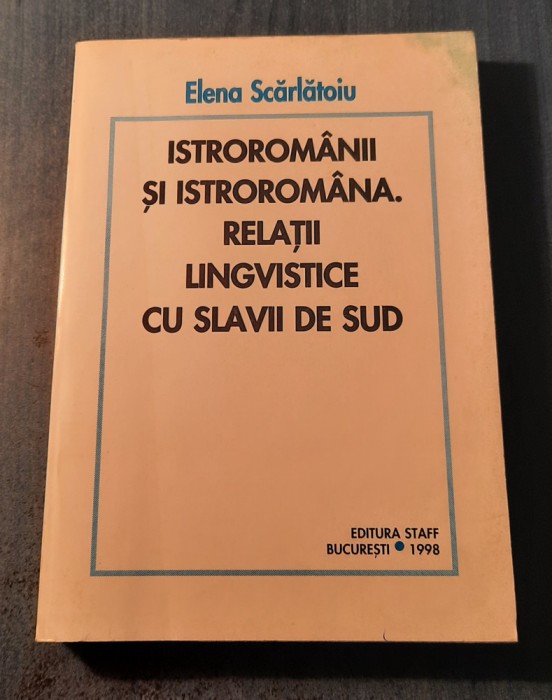 Elena Scărlătoiu
ISTROROMÂNII
ȘI ISTROROMÂNA.
RELAȚII
LINGVISTICE
CU SLAVII DE SUD
EDITURA STAFF
BUCUREȘTI • 1998